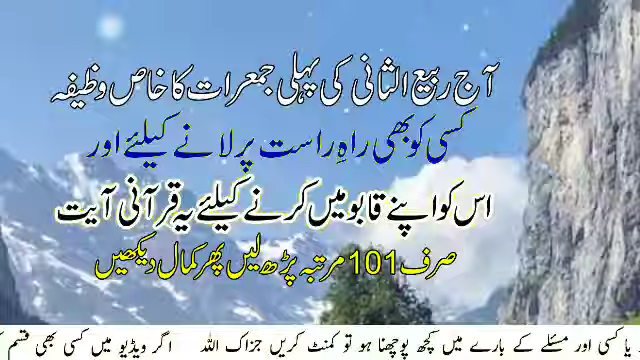 آج ربیع الثانی کی پہلی جمعرات کا خاص وظیفہ
کسی کو بھی راہِ راست پر لانے کیلئے اور
اس کو اپنے قابو میں کرنے کیلئے یہ قرآنی آیت
صرف 101 مرتبہ پڑھ لیں پھر کمال دیکھیں
یا کسی اور مسئلے کے بارے میں کچھ پوچھنا ہو تو کمنٹ کریں جزاک اللہ اگر ویڈیو میں کسی بھی قسم